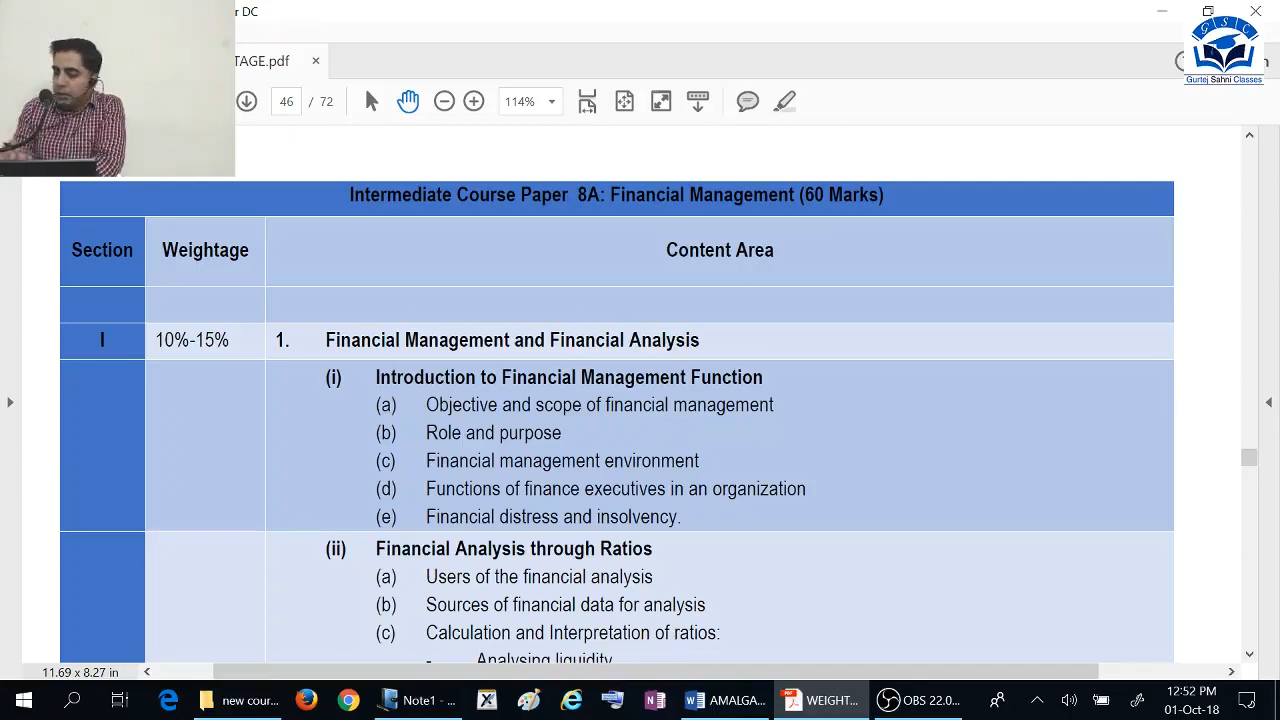 r DC
GSC
Gurtej Sahni Classes
TAGE.pdf
46 / 72
114%
Intermediate Course Paper 8A: Financial Management (60 Marks)
Section Weightage Content Area
I 10%-15% 1. Financial Management and Financial Analysis
(i) Introduction to Financial Management Function
(a) Objective and scope of financial management
(b) Role and purpose
(c) Financial management environment
(d) Functions of finance executives in an organization
(e) Financial distress and insolvency.
(ii) Financial Analysis through Ratios
(a) Users of the financial analysis
(b) Sources of financial data for analysis
(c) Calculation and Interpretation of ratios:
- Analysing liquidity
11.69 x 8.27 in
new cour... Note1 - ... AMALGA... WEIGHT... OBS 22.0...
12:52 PM
01-Oct-18